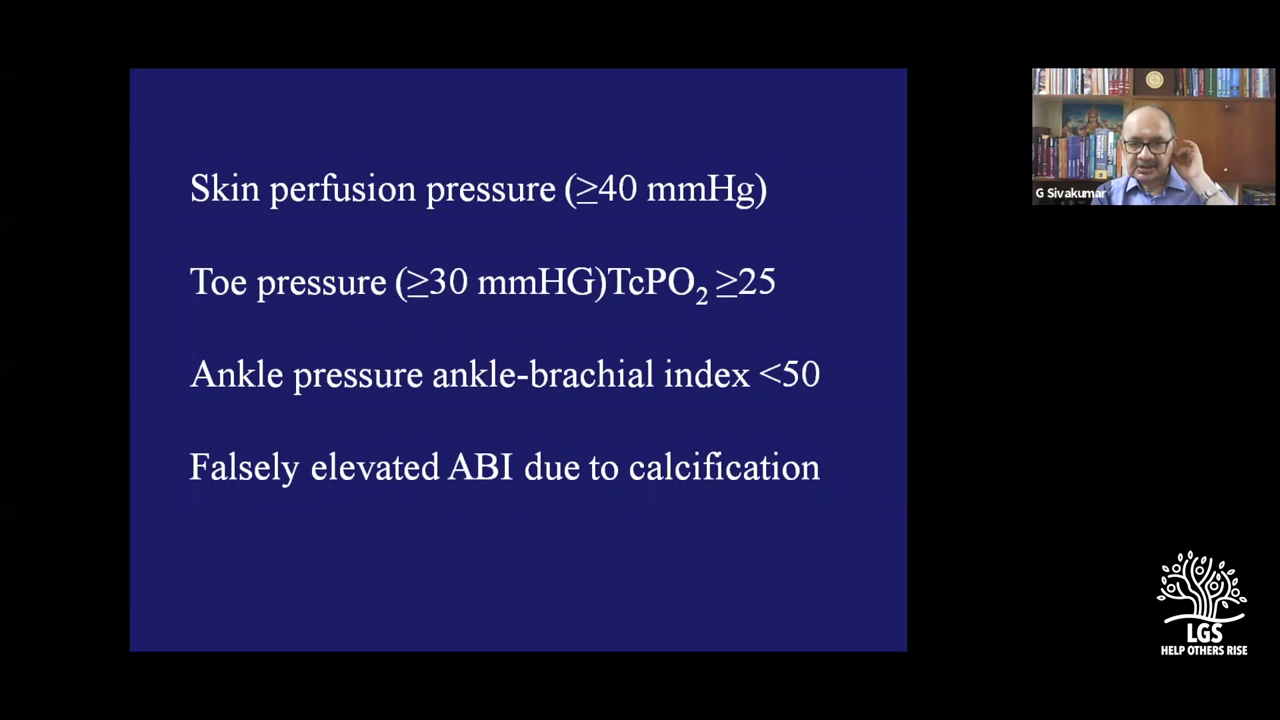 Skin perfusion pressure (≥40 mmHg)
Toe pressure (≥30 mmHG)TcPO₂ ≥25
Ankle pressure ankle-brachial index <50
Falsely elevated ABI due to calcification
G Sivakumar
LGS
HELP OTHERS RISE